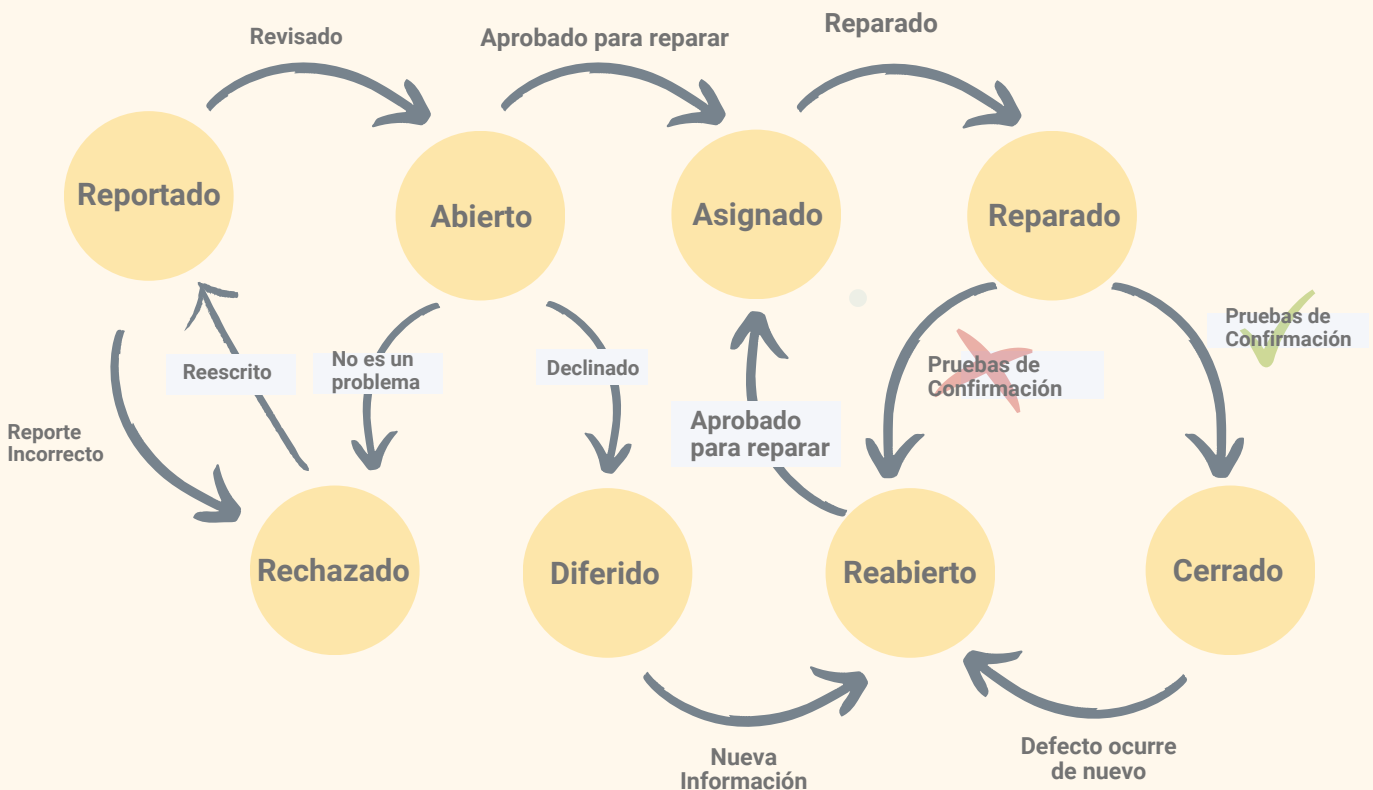 Revisado
Aprobado para reparar
Reparado
Reportado
Abierto
Asignado
Reparado
Pruebas de
Confirmación
Pruebas de
Confirmación
Reescrito
No es un
problema
Declinado
Aprobado
para reparar
Reporte
Incorrecto
Rechazado
Diferido
Reabierto
Cerrado
Nueva
Información
Defecto ocurre
de nuevo